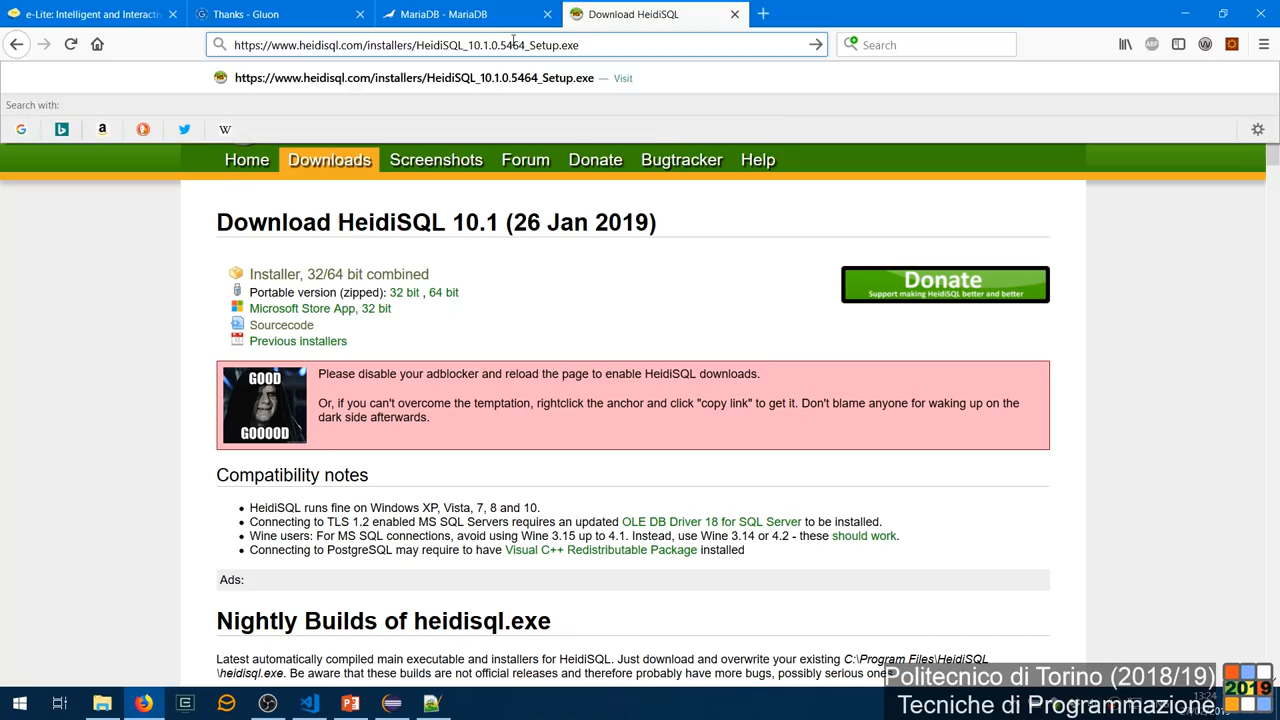 e-Lite: Intelligent and Interacti
Thanks - Gluon
MariaDB - MariaDB
Download HeidiSQL
https://www.heidisql.com/installers/HeidiSQL_10.1.0.5464_Setup.exe
Search
ABP
https://www.heidisql.com/installers/HeidiSQL_10.1.0.5464_Setup.exe — Visit
Search with:
Home Downloads Screenshots Forum Donate Bugtracker Help
Download HeidiSQL 10.1 (26 Jan 2019)
Installer, 32/64 bit combined
Portable version (zipped): 32 bit , 64 bit
Microsoft Store App, 32 bit
Sourcecode
Previous installers
Donate
Support making HeidiSQL better and better
GOOD
GOOOOD
Please disable your adblocker and reload the page to enable HeidiSQL downloads.
Or, if you can't overcome the temptation, rightclick the anchor and click "copy link" to get it. Don't blame anyone for waking up on the
dark side afterwards.
Compatibility notes
HeidiSQL runs fine on Windows XP, Vista, 7, 8 and 10.
Connecting to TLS 1.2 enabled MS SQL Servers requires an updated OLE DB Driver 18 for SQL Server to be installed.
Wine users: For MS SQL connections, avoid using Wine 3.15 up to 4.1. Instead, use Wine 3.14 or 4.2 - these should work.
Connecting to PostgreSQL may require to have Visual C++ Redistributable Package installed
Ads:
Nightly Builds of heidisql.exe
Latest automatically compiled main executable and installers for HeidiSQL. Just download and overwrite your existing C:\Program Files\HeidiSQL
\heidisql.exe. Be aware that these builds are not official releases and therefore probably have more bugs, possibly serious ones
Politecnico di Torino (2018/19)
Tecniche di Programmazione
2019
13:24